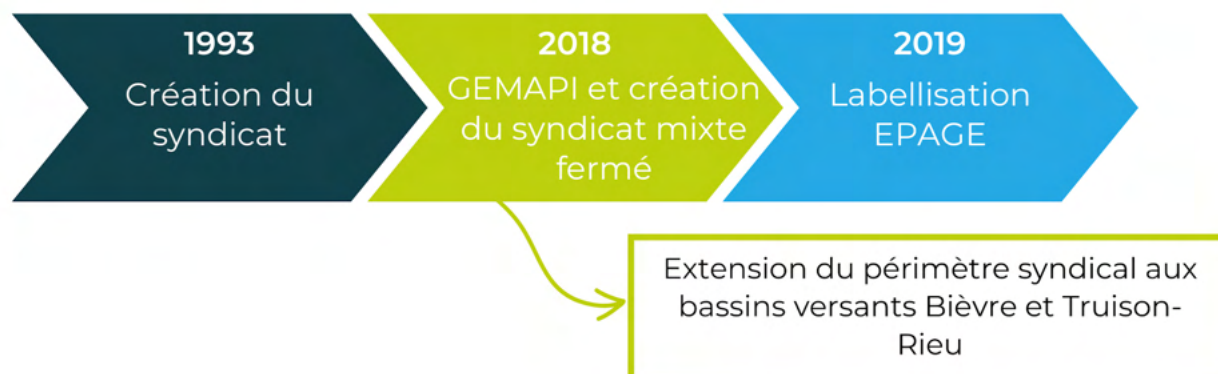 1993
Création du
syndicat
2018
GEMAPI et création
du syndicat mixte
fermé
2019
Labellisation
EPAGE
Extension du périmètre syndical aux
bassins versants Bièvre et Truison-
Rieu